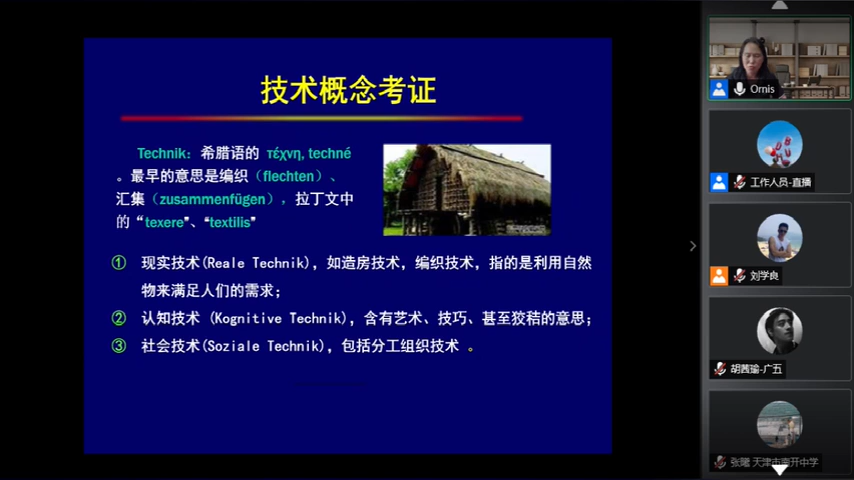 技术概念考证
Technik：希腊语的 τέχνη, techné
。最早的意思是编织（flechten）、
汇集（zusammenfügen），拉丁文中
的“texere”、“textilis”
① 现实技术(Reale Technik)，如造房技术，编织技术，指的是利用自然
物来满足人们的需求；
② 认知技术 (Kognitive Technik)，含有艺术、技巧、甚至狡秸的意思；
③ 社会技术(Soziale Technik)，包括分工组织技术 。
Ornis
工作人员-直播
刘学良
胡茜瑜-广五
张曙 天津市南开中学